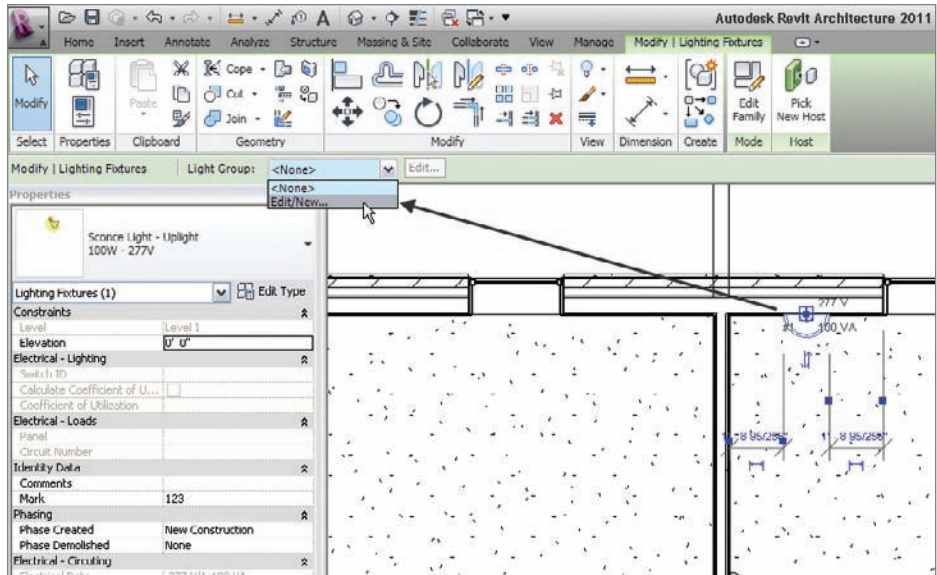 Autodesk Revit Architecture 2011
Home Insert Annotate Analyze Structure Massing & Site Collaborate View Manage Modify | Lighting Fixtures
Modify
Paste
Cope
Cut
Join
Edit Family
Pick New Host
Select Properties Clipboard Geometry Modify View Dimension Create Mode Host
Modify | Lighting Fixtures Light Group: <None> Edit...
<None>
Edit/New...
Properties
Sconce Light - Uplight
100W - 277V
Lighting Fixtures (1) Edit Type
Constraints
Level Level 1
Elevation 0' 0"
Electrical - Lighting
Switch ID
Calculate Coefficient of U...
Coefficient of Utilization
Electrical - Loads
Panel
Circuit Number
Identity Data
Comments
Mark 123
Phasing
Phase Created New Construction
Phase Demolished None
Electrical - Circuiting
Electrical Data
277 V
#1 100 VA